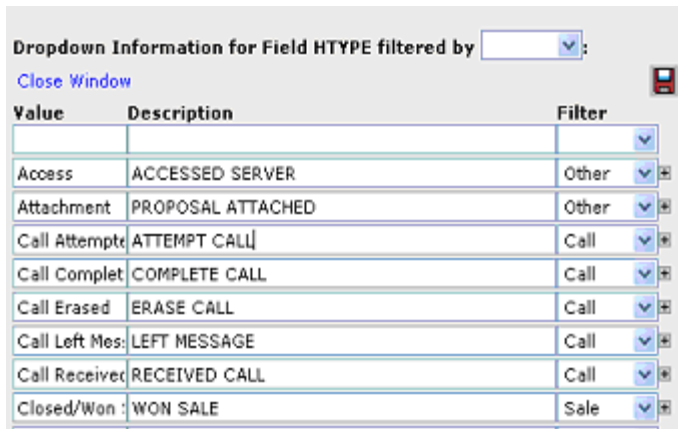 Dropdown Information for Field HTYPE filtered by :
Close Window
Value Description Filter
Access ACCESSED SERVER Other
Attachment PROPOSAL ATTACHED Other
Call Attempte ATTEMPT CALL Call
Call Complet COMPLETE CALL Call
Call Erased ERASE CALL Call
Call Left Mes: LEFT MESSAGE Call
Call Received RECEIVED CALL Call
Closed/Won WON SALE Sale